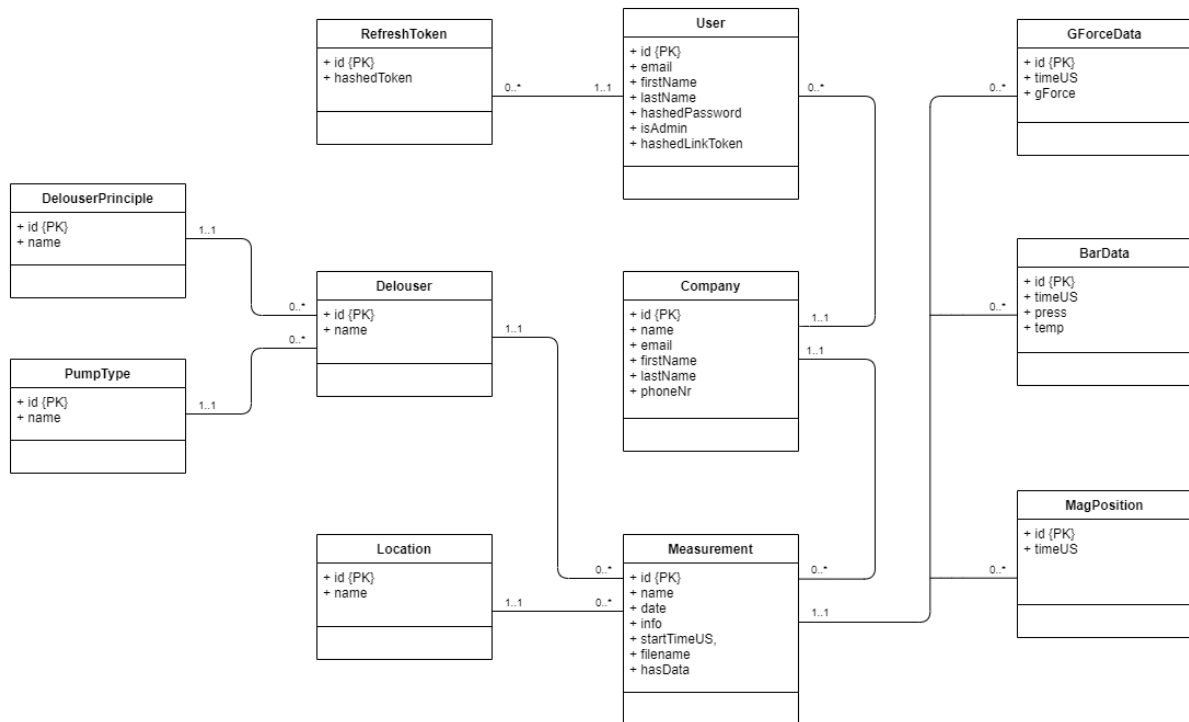 RefreshToken
+ id {PK}
+ hashedToken
0..*
1..1
User
+ id {PK}
+ email
+ firstName
+ lastName
+ hashedPassword
+ isAdmin
+ hashedLinkToken
0..*
GForceData
+ id {PK}
+ timeUS
+ gForce
0..*
DelouserPrinciple
+ id {PK}
+ name
1..1
PumpType
+ id {PK}
+ name
1..1
Delouser
+ id {PK}
+ name
0..*
0..*
1..1
Company
+ id {PK}
+ name
+ email
+ firstName
+ lastName
+ phoneNr
1..1
1..1
BarData
+ id {PK}
+ timeUS
+ press
+ temp
0..*
Location
+ id {PK}
+ name
1..1
Measurement
+ id {PK}
+ name
+ date
+ info
+ startTimeUS,
+ filename
+ hasData
0..*
0..*
0..*
1..1
MagPosition
+ id {PK}
+ timeUS
0..*